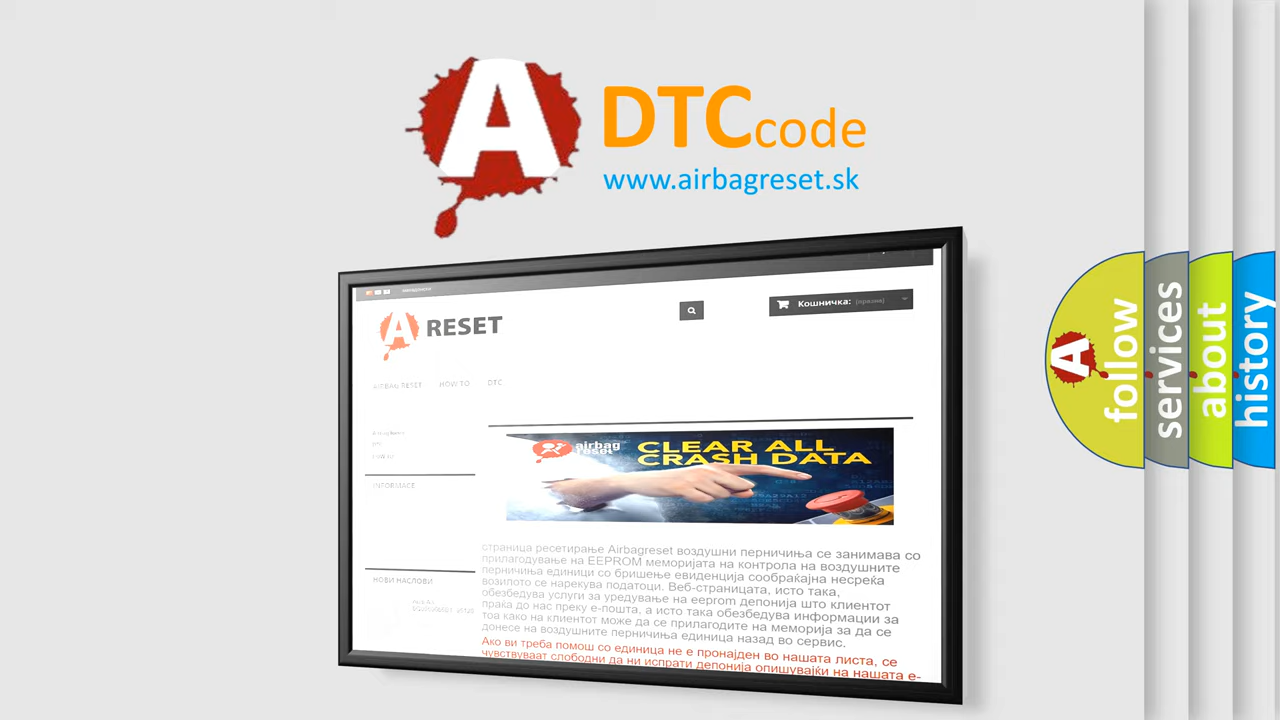 A
DTCcode
www.airbagreset.sk
Кошничка: (празна)
A RESET
AIRBAG RESET HOW TO DTC
INFORMACE
airbag reset
CLEAR ALL
CRASH DATA
страница ресетирање Airbagreset воздушни перничиња се занимава со
прилагодување на EEPROM меморијата на контрола на воздушните
перничиња единици со бришење евиденција сообраќајна несреќа
возилото се нарекува податоци. Веб-страницата, исто така,
обезбедува услуги за уредување на eeprom депонија што клиентот
праќа до нас преку е-пошта, а исто така обезбедува информации за
тоа како на клиентот може да се прилагодите на меморија за да се
донесе на воздушните перничиња единица назад во сервис.
Ако ви треба помош со единица не е пронајден во нашата листа, се
чувствуваат слободни да ни испрати депонија опишувајќи на нашата е-
НОВИ НАСЛОВИ
A
follow
services
about
history